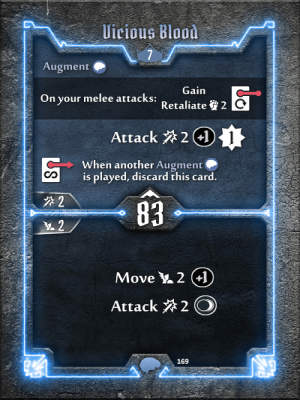 Vicious Blood
7
Augment
On your melee attacks: Gain
Retaliate 2
Attack 2 +1 1
When another Augment
is played, discard this card.
2
83
2
Move 2 +1
Attack 2
169